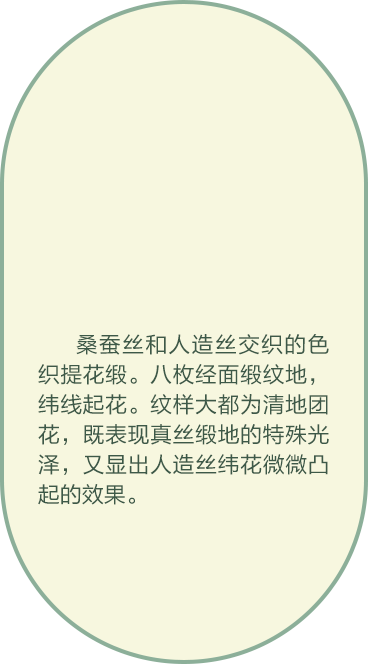 桑蚕丝和人造丝交织的色
织提花缎。八枚经面缎纹地，
纬线起花。纹样大都为清地团
花，既表现真丝缎地的特殊光
泽，又显出人造丝纬花微微凸
起的效果。